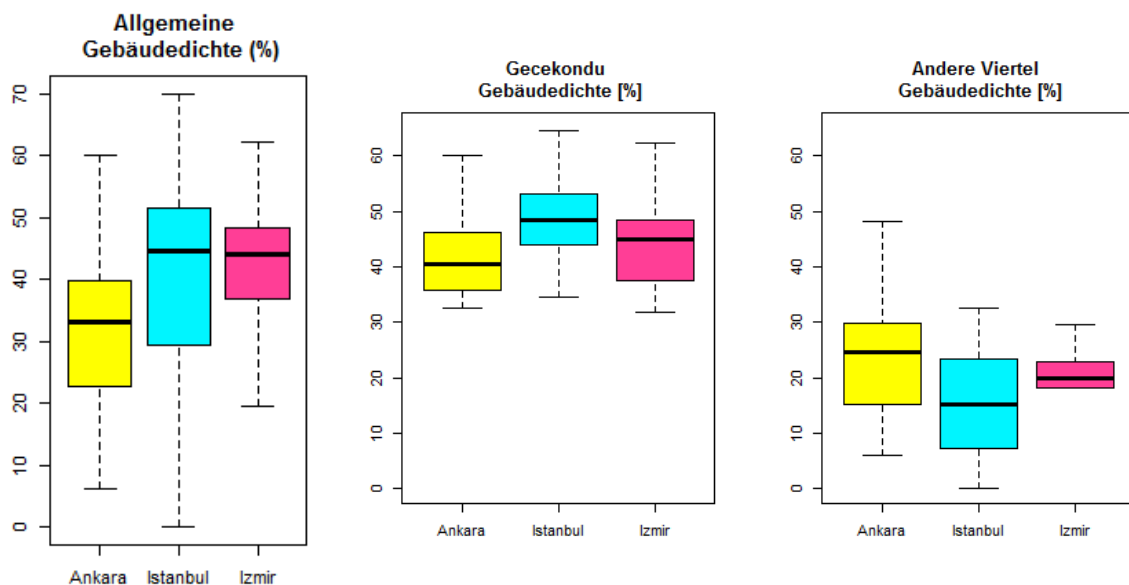 Allgemeine
Gebäudedichte (%)
70
60
50
40
30
20
10
0
Ankara Istanbul Izmir
Gecekondu
Gebäudedichte [%]
60
50
40
30
20
10
0
Ankara Istanbul Izmir
Andere Viertel
Gebäudedichte [%]
60
50
40
30
20
10
0
Ankara Istanbul Izmir